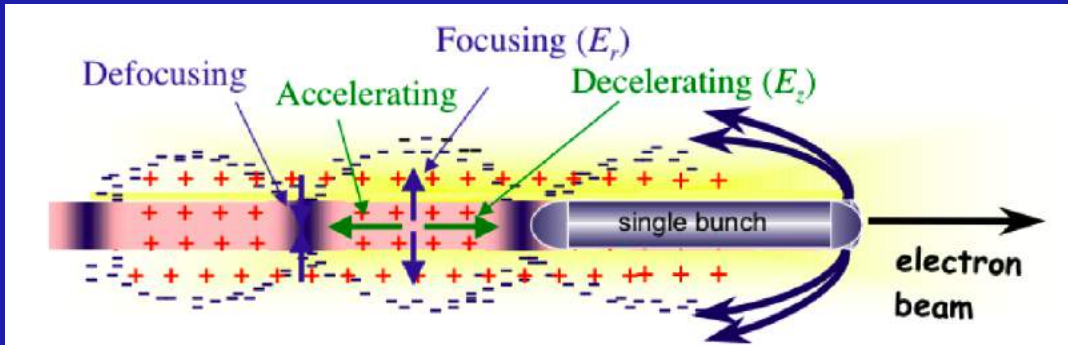 Focusing (E_r)
Defocusing
Accelerating
Decelerating (E_z)
single bunch
electron
beam